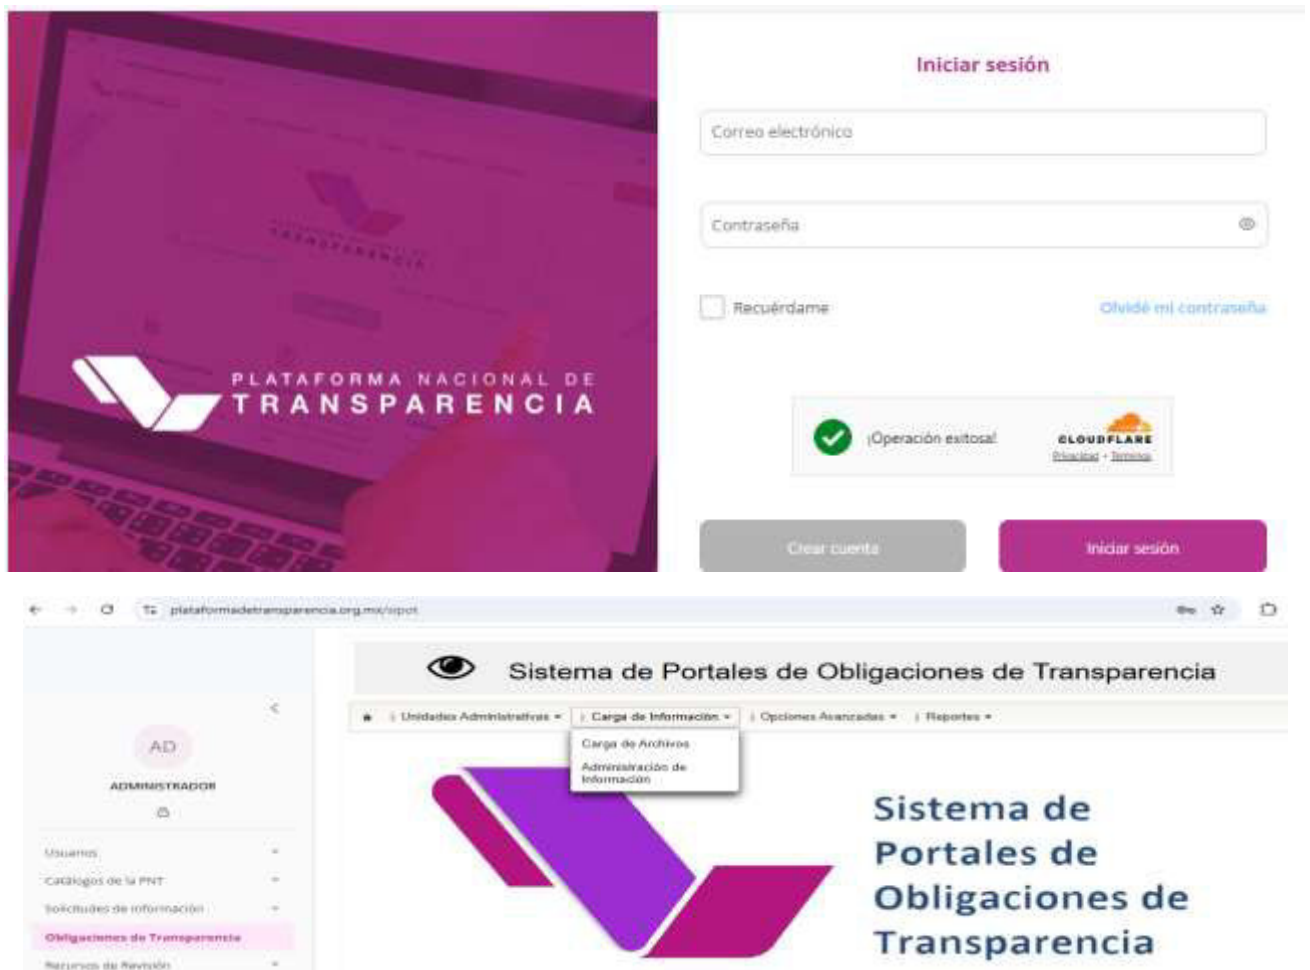 Iniciar sesión
Correo electrónico
Contraseña
Recuérdame
Olvidé mi contraseña
PLATAFORMA NACIONAL DE
TRANSPARENCIA
¡Operación exitosa!
CLOUDFLARE
Privacidad • Términos
Crear cuenta
Iniciar sesión
plataformadetransparencia.org.mx/sipot
Sistema de Portales de Obligaciones de Transparencia
Unidades Administrativas
Carga de Información
Opciones Avanzadas
Reportes
Carga de Archivos
Administración de
Información
AD
ADMINISTRADOR
Usuarios
Catálogos de la PNT
Solicitudes de información
Obligaciones de Transparencia
Recursos de Revisión
Sistema de
Portales de
Obligaciones de
Transparencia